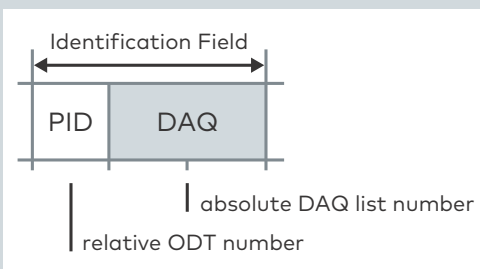 Identification Field
PID
DAQ
absolute DAQ list number
relative ODT number